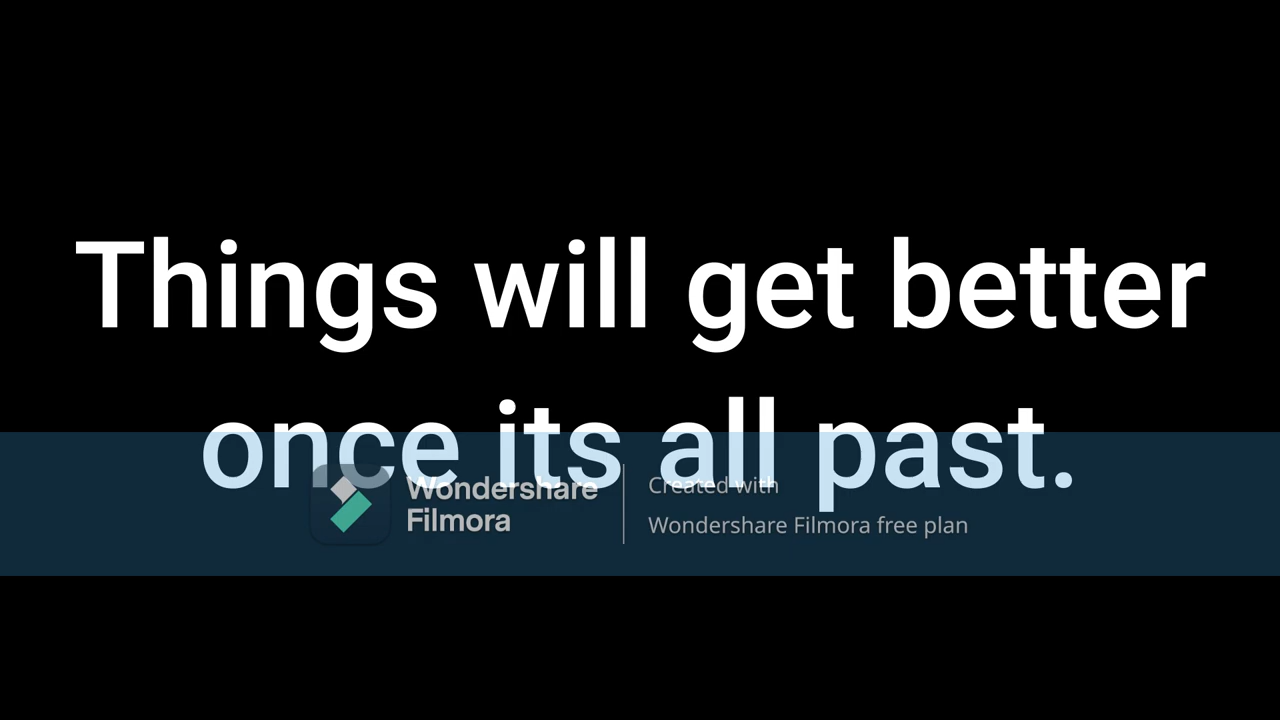 Things will get better
once its all past.
Wondershare
Filmora
Created with
Wondershare Filmora free plan